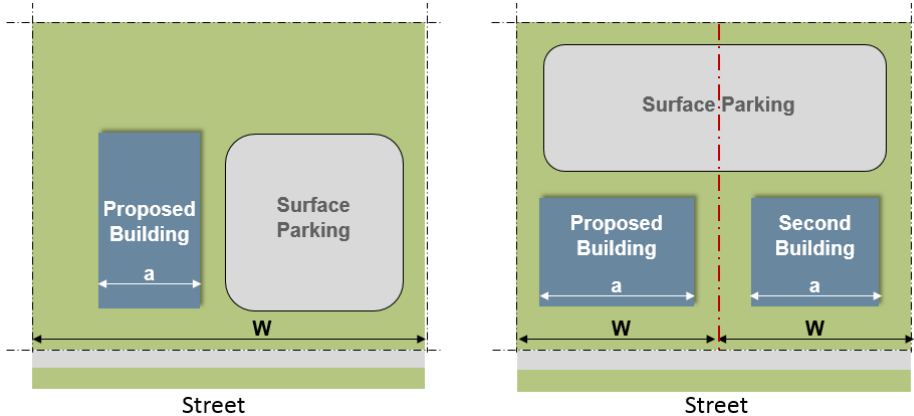 Proposed
Building
a
Surface
Parking
W
Street
Surface Parking
Proposed
Building
a
Second
Building
a
W
W
Street